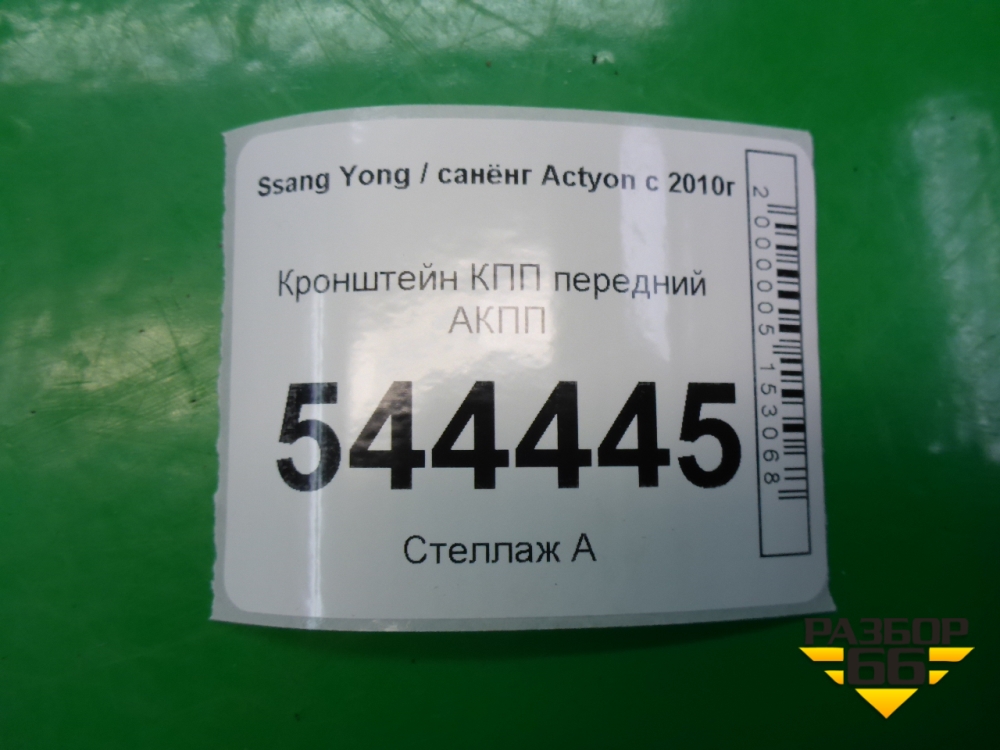 Ssang Yong / санёнг Actyon с 2010г
Кронштейн КПП передний
АКПП
544445
Стеллаж А
2000005153068
РАЗБОР
66